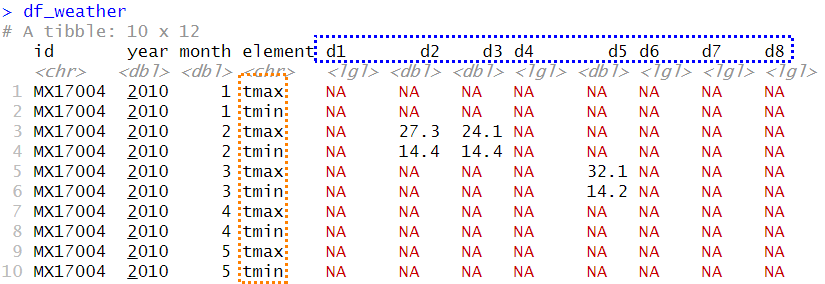 > df_weather
# A tibble: 10 x 12
id year month element d1 d2 d3 d4 d5 d6 d7 d8
<chr> <dbl> <dbl> <chr> <lgl> <dbl> <dbl> <lgl> <dbl> <lgl> <lgl> <lgl>
1 MX17004 2010 1 tmax NA NA NA NA NA NA NA NA
2 MX17004 2010 1 tmin NA NA NA NA NA NA NA NA
3 MX17004 2010 2 tmax NA 27.3 24.1 NA NA NA NA NA
4 MX17004 2010 2 tmin NA 14.4 14.4 NA NA NA NA NA
5 MX17004 2010 3 tmax NA NA NA NA 32.1 NA NA NA
6 MX17004 2010 3 tmin NA NA NA NA 14.2 NA NA NA
7 MX17004 2010 4 tmax NA NA NA NA NA NA NA NA
8 MX17004 2010 4 tmin NA NA NA NA NA NA NA NA
9 MX17004 2010 5 tmax NA NA NA NA NA NA NA NA
10 MX17004 2010 5 tmin NA NA NA NA NA NA NA NA